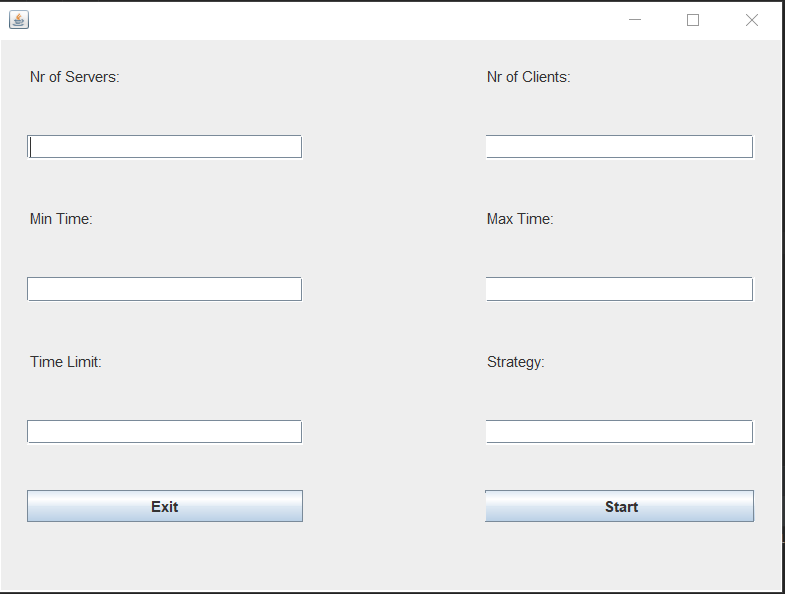 Nr of Servers:
Nr of Clients:
Min Time:
Max Time:
Time Limit:
Strategy:
Exit
Start